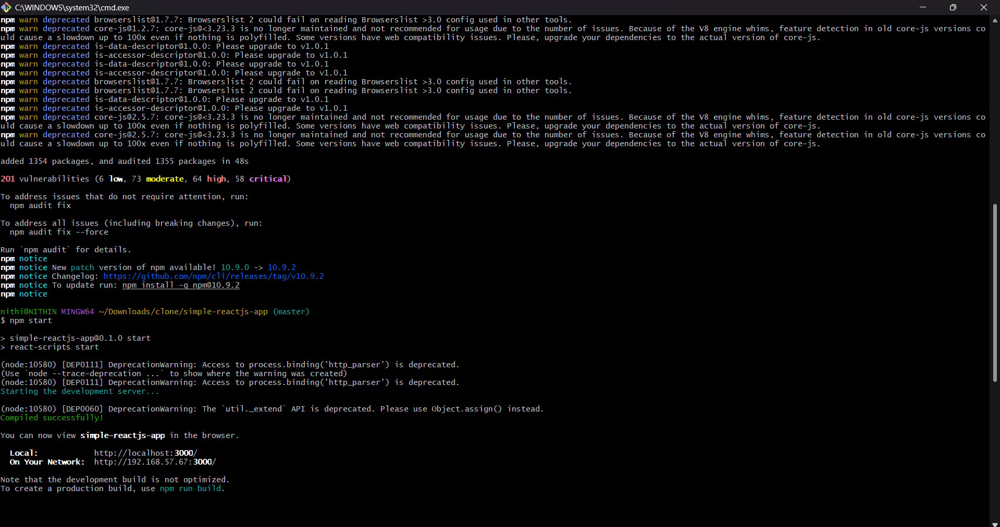 C:\WINDOWS\system32\cmd.exe
npm warn deprecated browserslist@1.7.7: Browserslist 2 could fail on reading Browserslist >3.0 config used in other tools.
npm warn deprecated core-js@1.2.7: core-js@<3.23.3 is no longer maintained and not recommended for usage due to the number of issues. Because of the V8 engine whims, feature detection in old core-js versions co
uld cause a slowdown up to 100x even if nothing is polyfilled. Some versions have web compatibility issues. Please, upgrade your dependencies to the actual version of core-js.
npm warn deprecated is-data-descriptor@1.0.0: Please upgrade to v1.0.1
npm warn deprecated is-accessor-descriptor@1.0.0: Please upgrade to v1.0.1
npm warn deprecated is-data-descriptor@1.0.0: Please upgrade to v1.0.1
npm warn deprecated is-accessor-descriptor@1.0.0: Please upgrade to v1.0.1
npm warn deprecated browserslist@1.7.7: Browserslist 2 could fail on reading Browserslist >3.0 config used in other tools.
npm warn deprecated browserslist@1.7.7: Browserslist 2 could fail on reading Browserslist >3.0 config used in other tools.
npm warn deprecated is-data-descriptor@1.0.0: Please upgrade to v1.0.1
npm warn deprecated is-accessor-descriptor@1.0.0: Please upgrade to v1.0.1
npm warn deprecated core-js@2.5.7: core-js@<3.23.3 is no longer maintained and not recommended for usage due to the number of issues. Because of the V8 engine whims, feature detection in old core-js versions co
uld cause a slowdown up to 100x even if nothing is polyfilled. Some versions have web compatibility issues. Please, upgrade your dependencies to the actual version of core-js.
npm warn deprecated core-js@2.5.7: core-js@<3.23.3 is no longer maintained and not recommended for usage due to the number of issues. Because of the V8 engine whims, feature detection in old core-js versions co
uld cause a slowdown up to 100x even if nothing is polyfilled. Some versions have web compatibility issues. Please, upgrade your dependencies to the actual version of core-js.
added 1354 packages, and audited 1355 packages in 48s
201 vulnerabilities (6 low, 73 moderate, 64 high, 58 critical)
To address issues that do not require attention, run:
npm audit fix
To address all issues (including breaking changes), run:
npm audit fix --force
Run `npm audit` for details.
npm notice
npm notice New patch version of npm available! 10.9.0 -> 10.9.2
npm notice Changelog: https://github.com/npm/cli/releases/tag/v10.9.2
npm notice To update run: npm install -g npm@10.9.2
npm notice
nithi@NITHIN MINGW64 ~/Downloads/clone/simple-reactjs-app (master)
$ npm start
> simple-reactjs-app@0.1.0 start
> react-scripts start
(node:10580) [DEP0111] DeprecationWarning: Access to process.binding('http_parser') is deprecated.
(Use `node --trace-deprecation ...` to show where the warning was created)
(node:10580) [DEP0111] DeprecationWarning: Access to process.binding('http_parser') is deprecated.
Starting the development server...
(node:10580) [DEP0060] DeprecationWarning: The `util._extend` API is deprecated. Please use Object.assign() instead.
Compiled successfully!
You can now view simple-reactjs-app in the browser.
Local: http://localhost:3000/
On Your Network: http://192.168.57.67:3000/
Note that the development build is not optimized.
To create a production build, use npm run build.